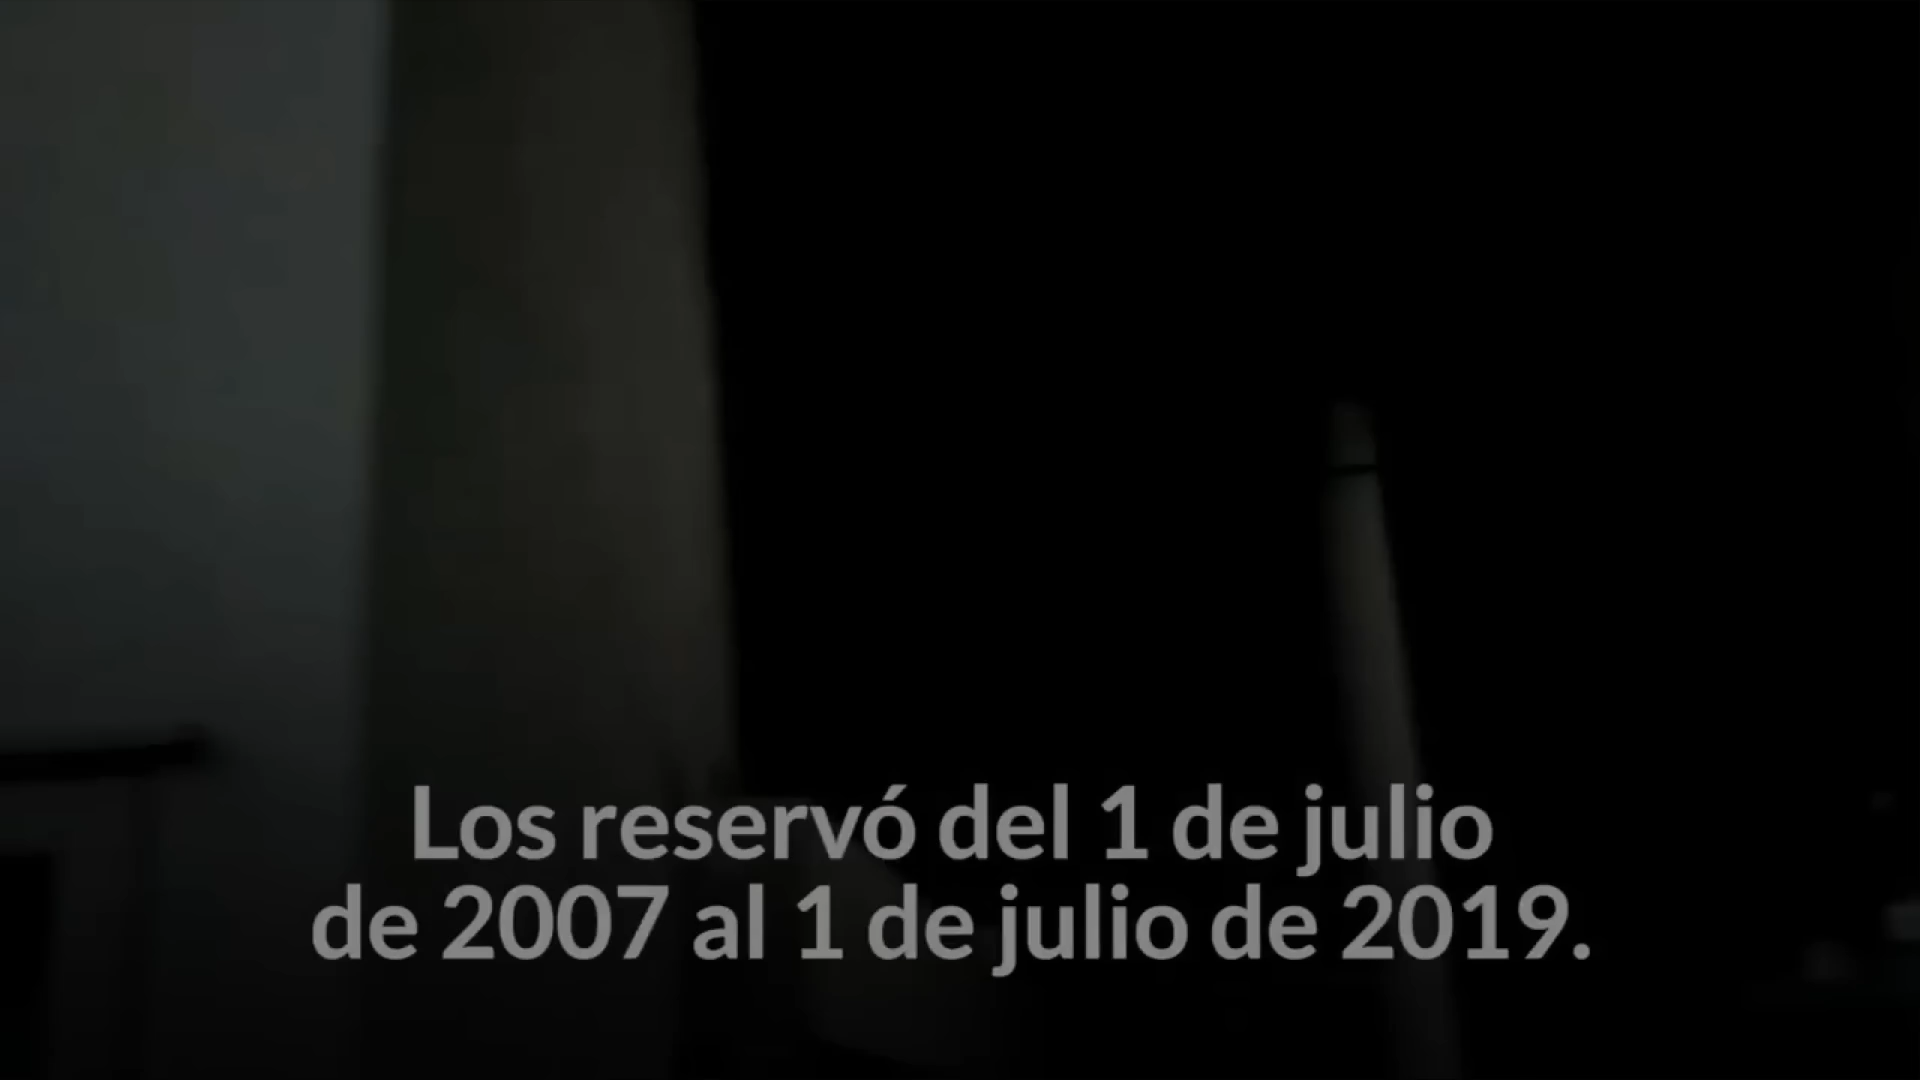 Los reservó del 1 de julio
de 2007 al 1 de julio de 2019.